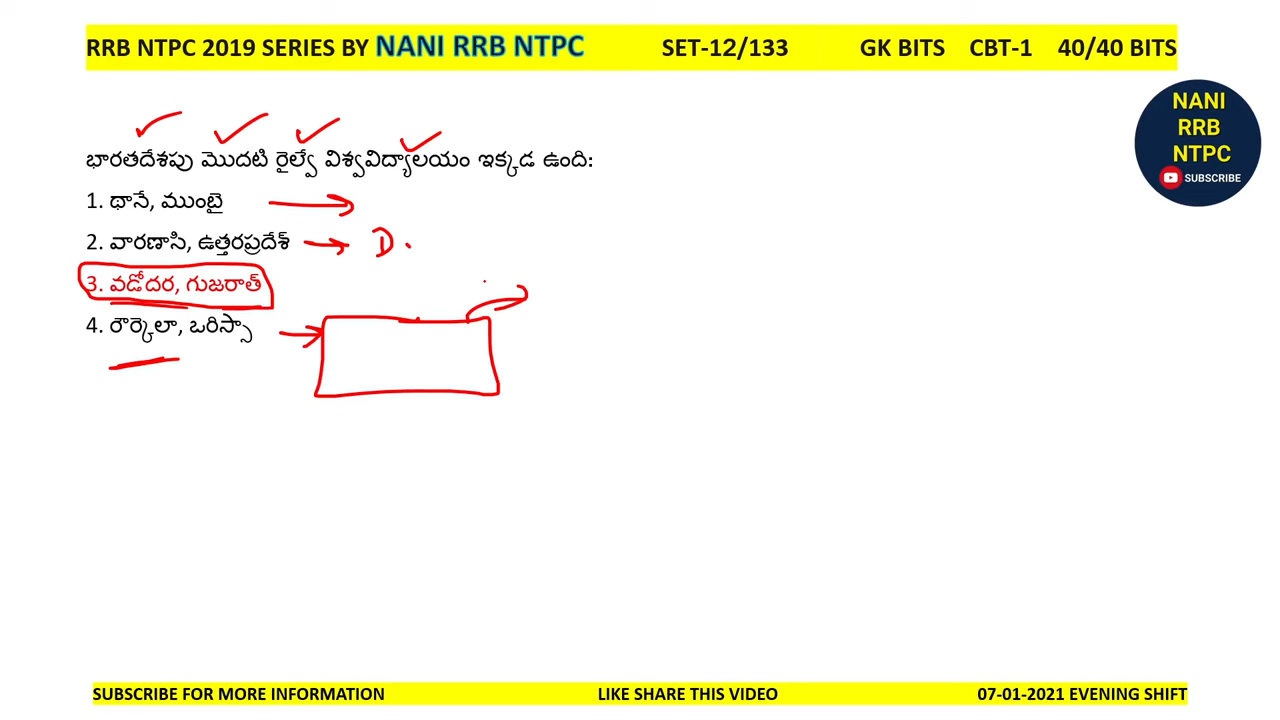 RRB NTPC 2019 SERIES BY NANI RRB NTPC SET-12/133 GK BITS CBT-1 40/40 BITS
NANI
RRB
NTPC
SUBSCRIBE
భారతదేశపు మొదటి రైల్వే విశ్వవిద్యాలయం ఇక్కడ ఉంది:
1. థానే, ముంబై
2. వారణాసి, ఉత్తరప్రదేశ్ D.
3. వడోదర, గుజరాత్
4. రౌర్కెలా, ఒరిస్సా
SUBSCRIBE FOR MORE INFORMATION LIKE SHARE THIS VIDEO 07-01-2021 EVENING SHIFT